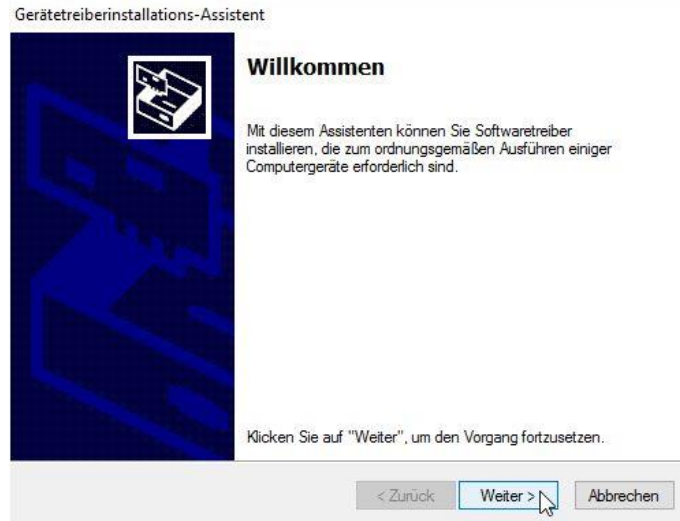 Gerätetreiberinstallations-Assistent
Willkommen
Mit diesem Assistenten können Sie Softwaretreiber
installieren, die zum ordnungsgemäßen Ausführen einiger
Computergeräte erforderlich sind.
Klicken Sie auf "Weiter", um den Vorgang fortzusetzen.
< Zurück Weiter > Abbrechen